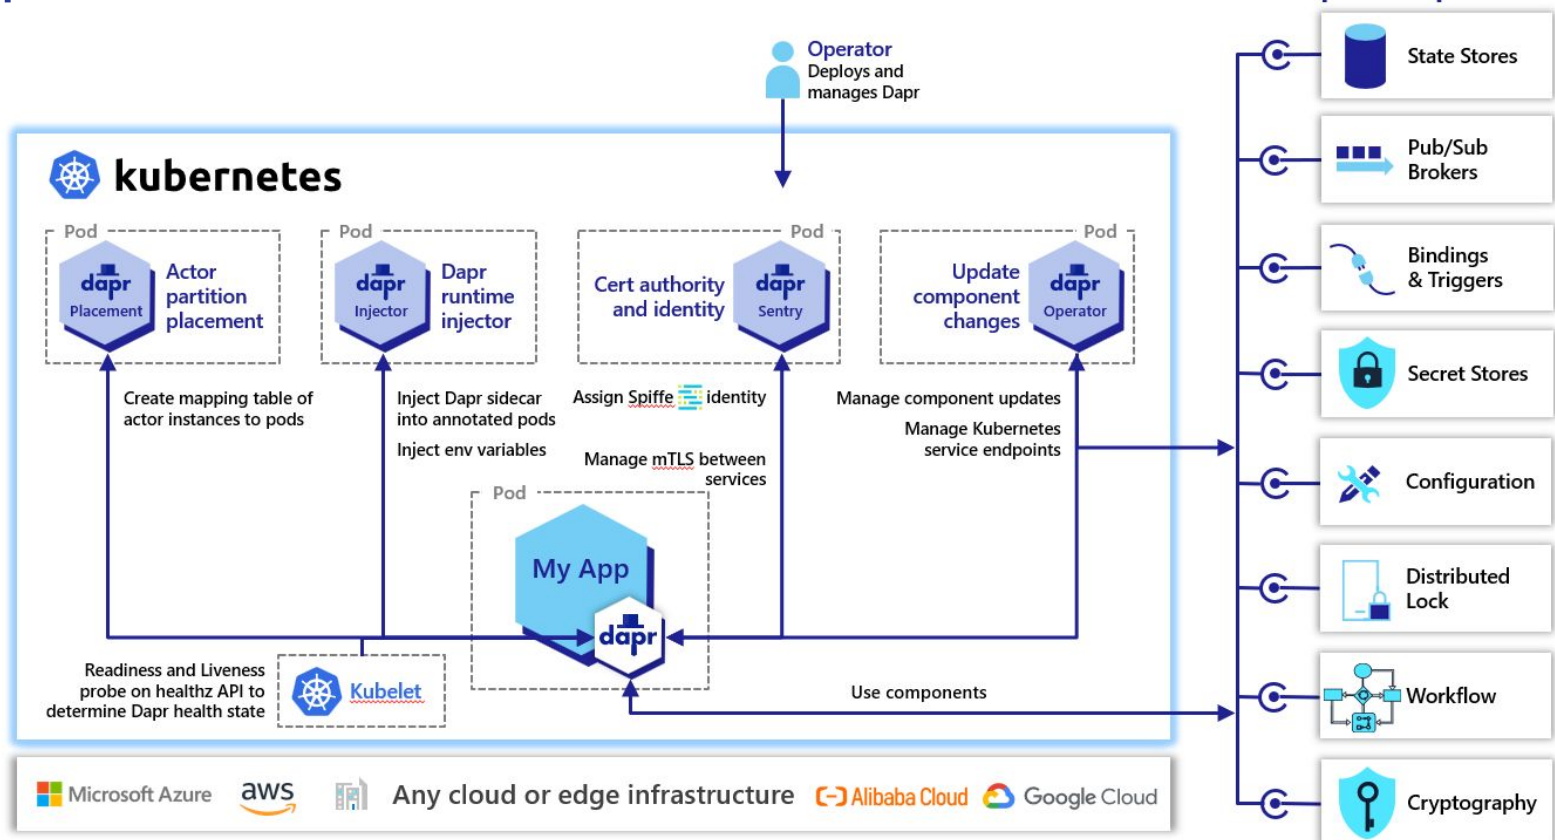 Operator
Deploys and
manages Dapr
kubernetes
Pod
dapr
Placement
Actor
partition
placement
Pod
dapr
Injector
Dapr
runtime
injector
Pod
Cert authority
and identity
dapr
Sentry
Pod
Update
component
changes
dapr
Operator
Create mapping table of
actor instances to pods
Inject Dapr sidecar
into annotated pods
Inject env variables
Assign Spiffe identity
Manage mTLS between
services
Manage component updates
Manage Kubernetes
service endpoints
Pod
My App
dapr
Readiness and Liveness
probe on healthz API to
determine Dapr health state
Kubelet
Use components
Microsoft Azure
aws
Any cloud or edge infrastructure
Alibaba Cloud
Google Cloud
State Stores
Pub/Sub
Brokers
Bindings
& Triggers
Secret Stores
Configuration
Distributed
Lock
Workflow
Cryptography